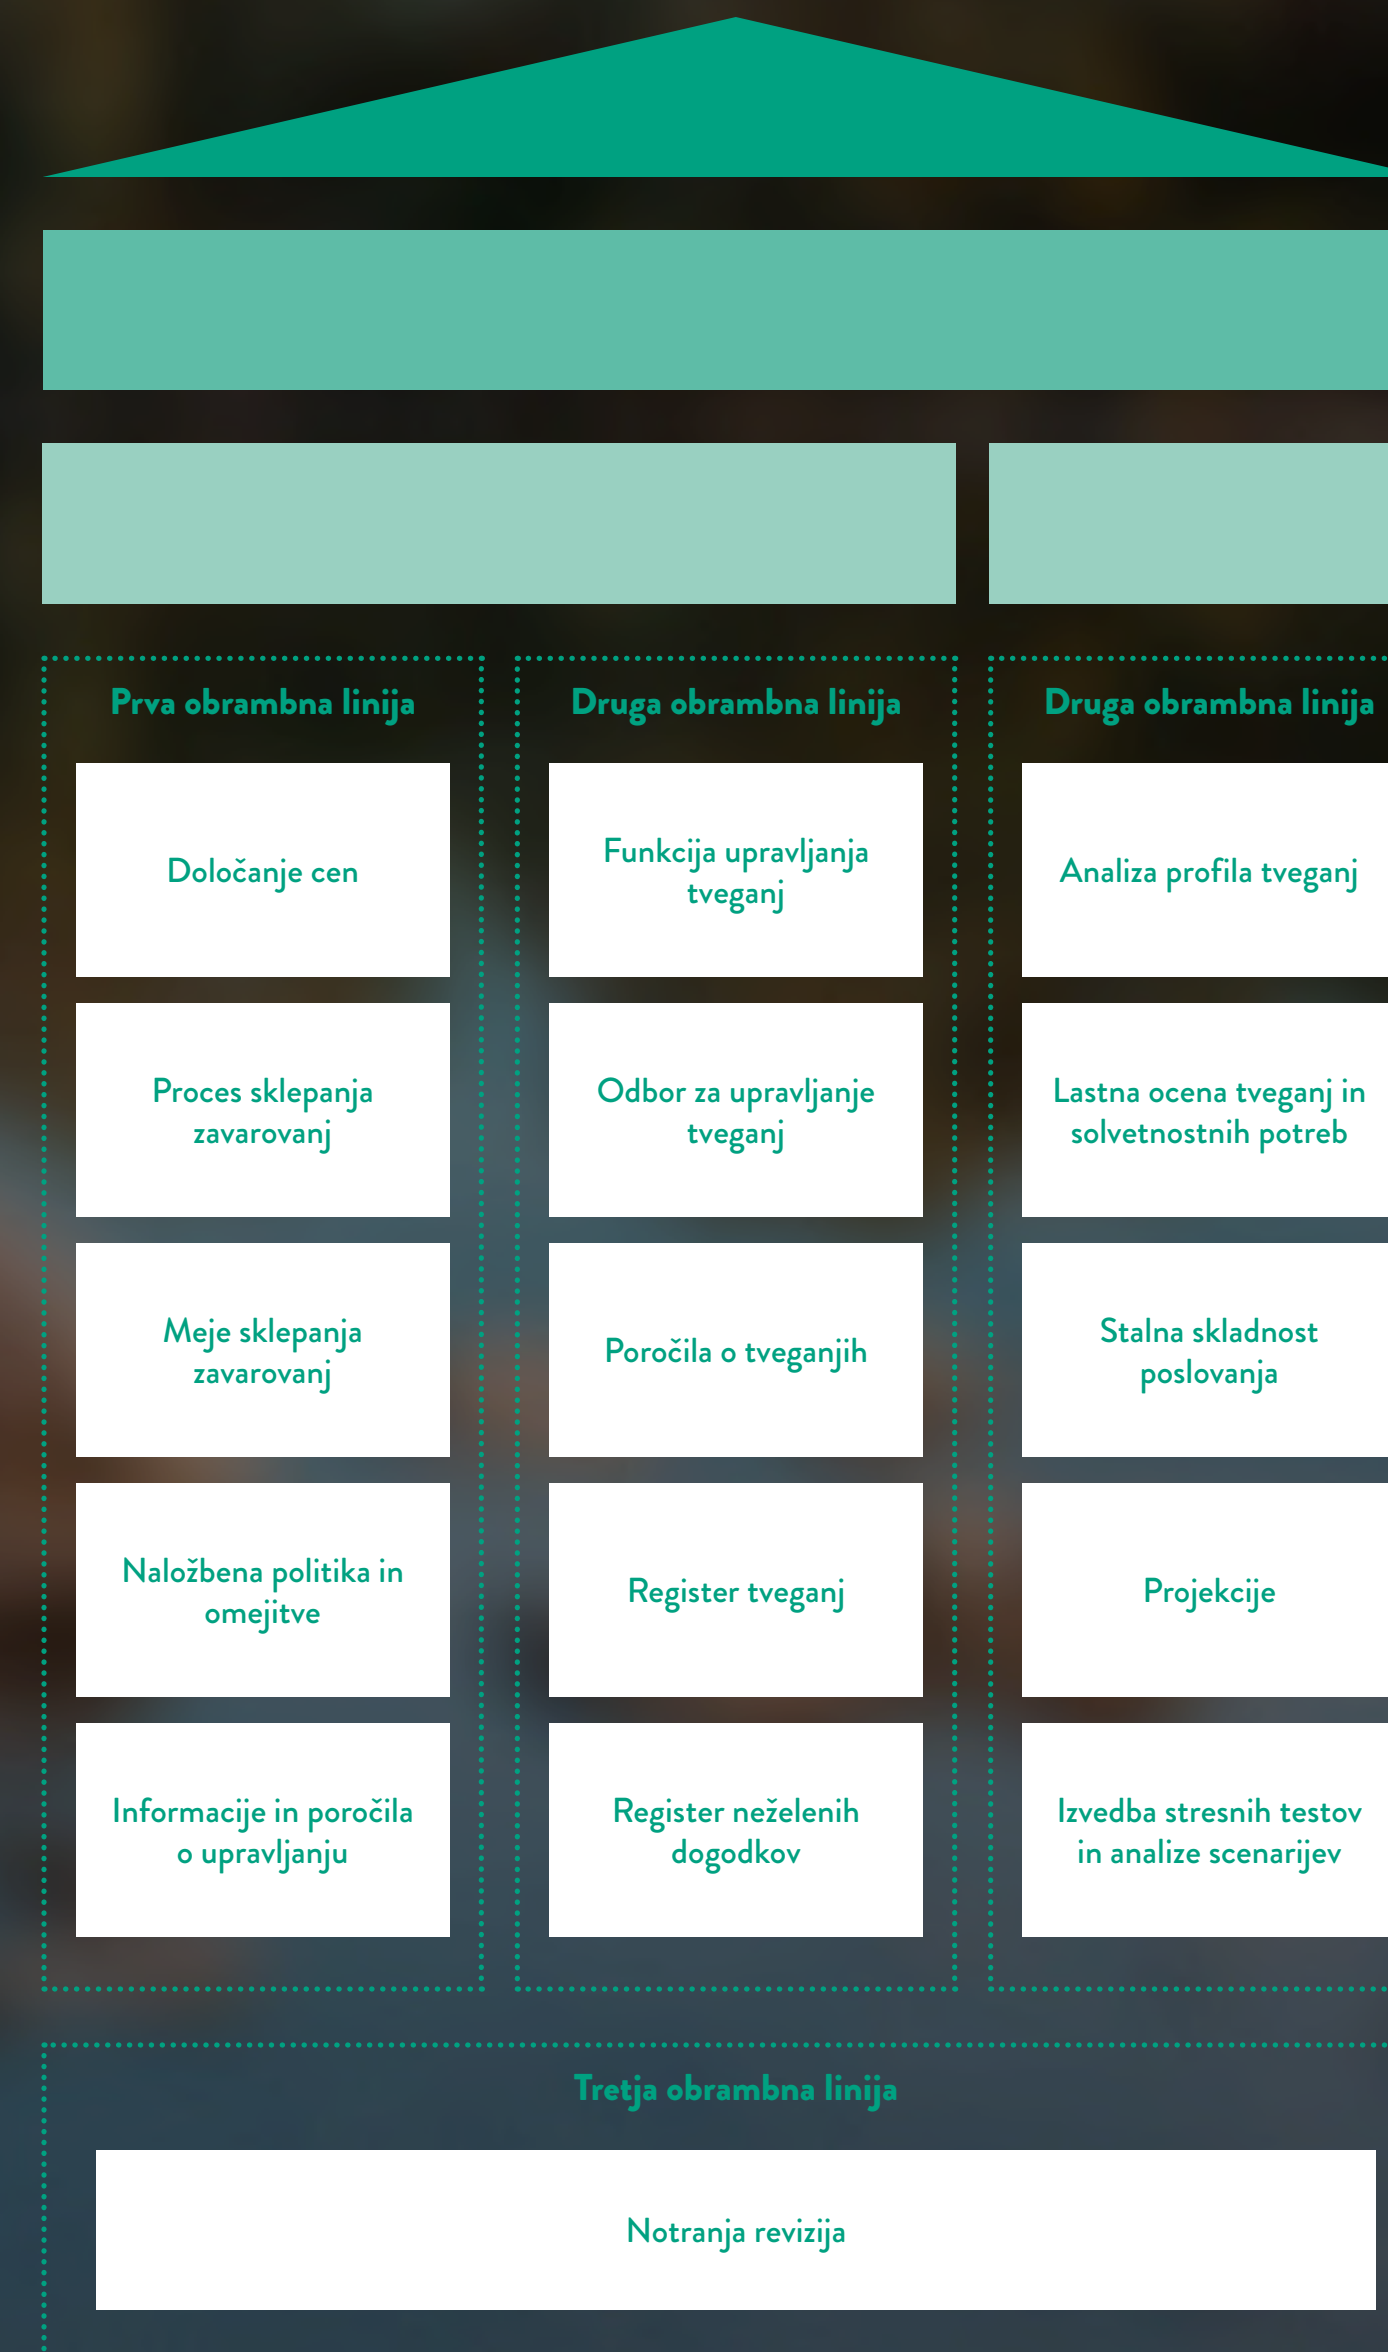 Prva obrambna linija
Določanje cen
Proces sklepanja
zavarovanj
Meje sklepanja
zavarovanj
Naložbena politika in
omejitve
Informacije in poročila
o upravljanju
Druga obrambna linija
Funkcija upravljanja
tveganj
Odbor za upravljanje
tveganj
Poročila o tveganjih
Register tveganj
Register neželenih
dogodkov
Druga obrambna linija
Analiza profila tveganj
Lastna ocena tveganj in
solvetnostnih potreb
Stalna skladnost
poslovanja
Projekcije
Izvedba stresnih testov
in analize scenarijev
Tretja obrambna linija
Notranja revizija